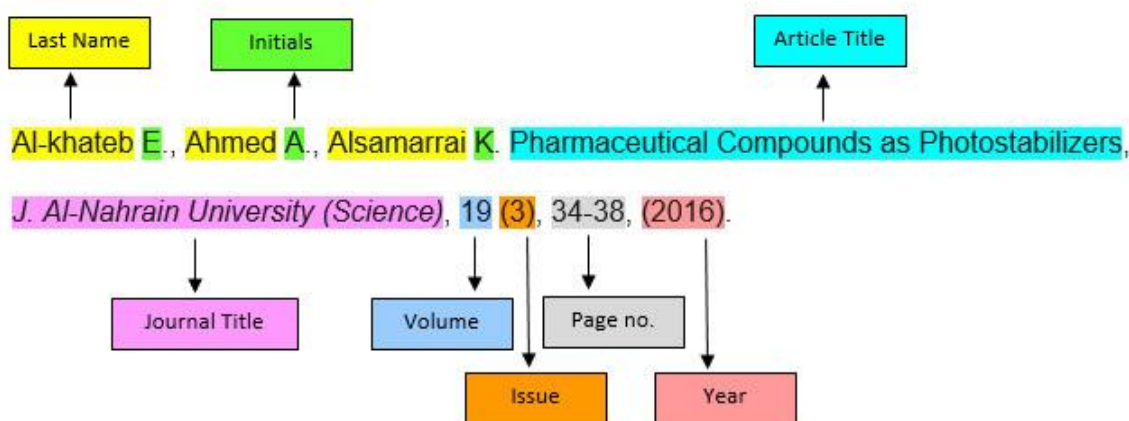 Last Name
Initials
Article Title
Al-khateb E., Ahmed A., Alsamarrai K. Pharmaceutical Compounds as Photostabilizers,
J. Al-Nahrain University (Science), 19 (3), 34-38, (2016).
Journal Title
Volume
Page no.
Issue
Year